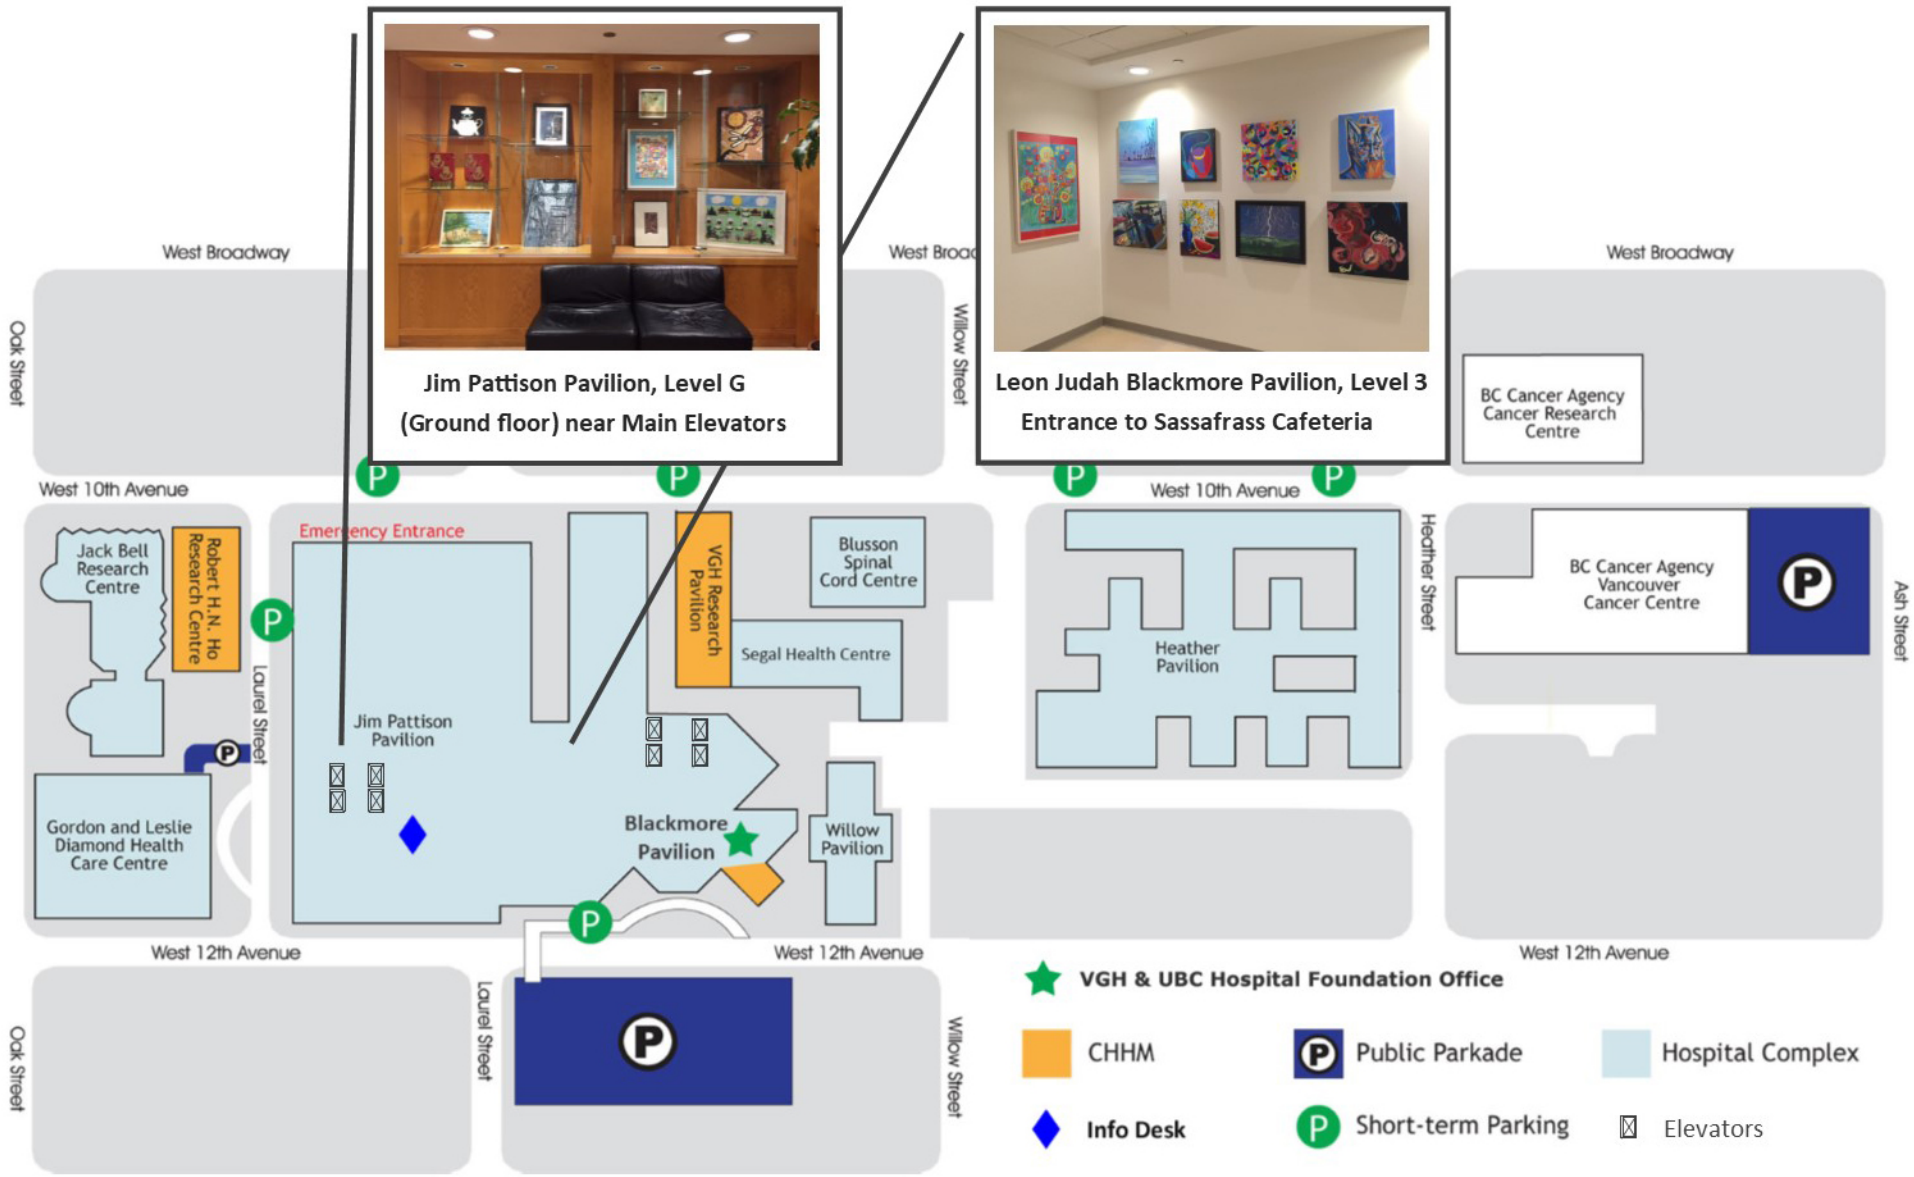 Jim Pattison Pavilion, Level G
(Ground floor) near Main Elevators
Leon Judah Blackmore Pavilion, Level 3
Entrance to Sassafrass Cafeteria
West Broadway
West Broad
West Broadway
Oak Street
Willow Street
BC Cancer Agency
Cancer Research
Centre
P
P
P
P
West 10th Avenue
West 10th Avenue
Emergency Entrance
Jack Bell
Research
Centre
Robert H.N. Ho
Research Centre
P
Laurel Street
VGH Research
Pavilion
Blusson
Spinal
Cord Centre
Segal Health Centre
Heather
Pavilion
Heather Street
BC Cancer Agency
Vancouver
Cancer Centre
P
Ash Street
Jim Pattison
Pavilion
P
Gordon and Leslie
Diamond Health
Care Centre
Blackmore
Pavilion
Willow
Pavilion
P
West 12th Avenue
West 12th Avenue
West 12th Avenue
Oak Street
Laurel Street
P
Willow Street
VGH & UBC Hospital Foundation Office
CHHM
P Public Parkade
Hospital Complex
Info Desk
P Short-term Parking
Elevators